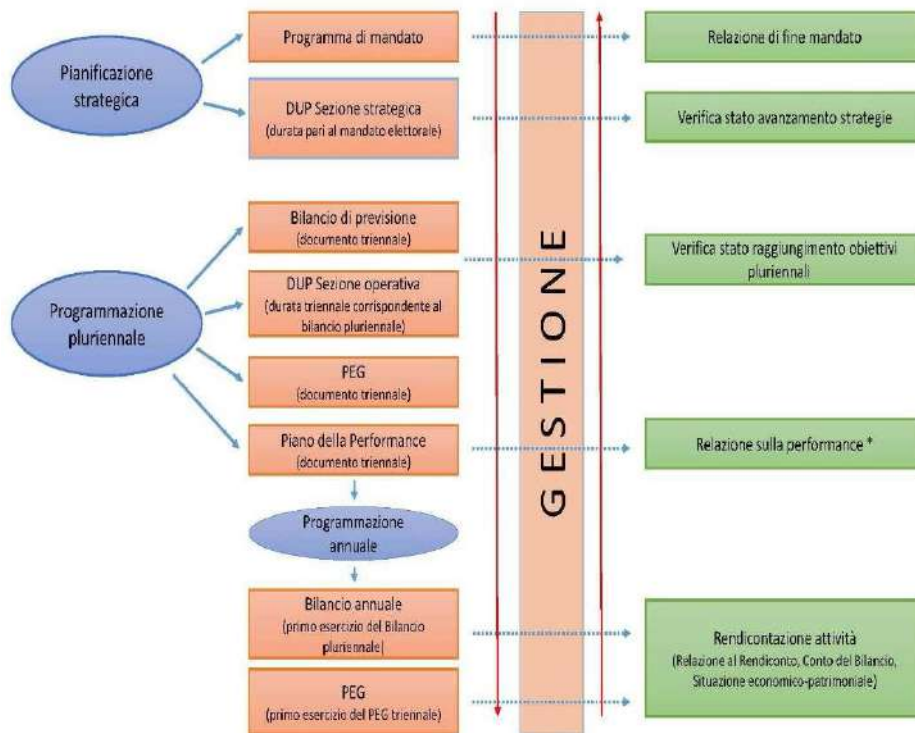 Pianificazione
strategica
Programma di mandato
Relazione di fine mandato
DUP Sezione strategica
(durata pari al mandato elettorale)
Verifica stato avanzamento strategie
Programmazione
pluriennale
Bilancio di previsione
(documento triennale)
DUP Sezione operativa
(durata triennale corrispondente al
bilancio pluriennale)
Verifica stato raggiungimento obiettivi
pluriennali
PEG
(documento triennale)
Piano della Performance
(documento triennale)
Relazione sulla performance *
GESTIONE
Programmazione
annuale
Bilancio annuale
(primo esercizio del Bilancio
pluriennale)
PEG
(primo esercizio del PEG triennale)
Rendicontazione attività
(Relazione al Rendiconto, Conto del Bilancio,
Situazione economico-patrimoniale)